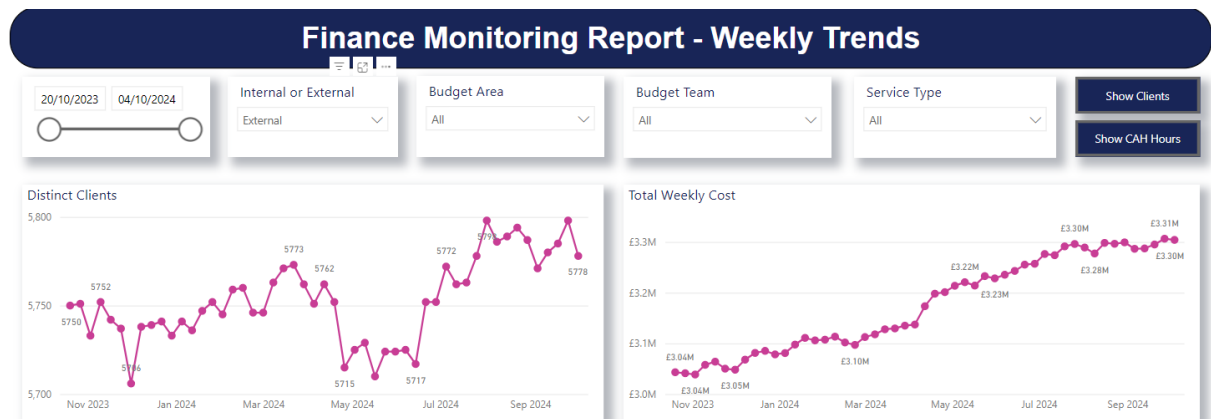 Finance Monitoring Report - Weekly Trends
20/10/2023 04/10/2024
Internal or External
External
Budget Area
All
Budget Team
All
Service Type
All
Show Clients
Show CAH Hours
Distinct Clients
5,800
5,750
5,700
5750
5752
5706
5773
5762
5715
5717
5772
5778
Nov 2023 Jan 2024 Mar 2024 May 2024 Jul 2024 Sep 2024
Total Weekly Cost
£3.3M
£3.2M
£3.1M
£3.0M
£3.04M
£3.04M
£3.05M
£3.10M
£3.22M
£3.23M
£3.30M
£3.28M
£3.31M
£3.30M
Nov 2023 Jan 2024 Mar 2024 May 2024 Jul 2024 Sep 2024